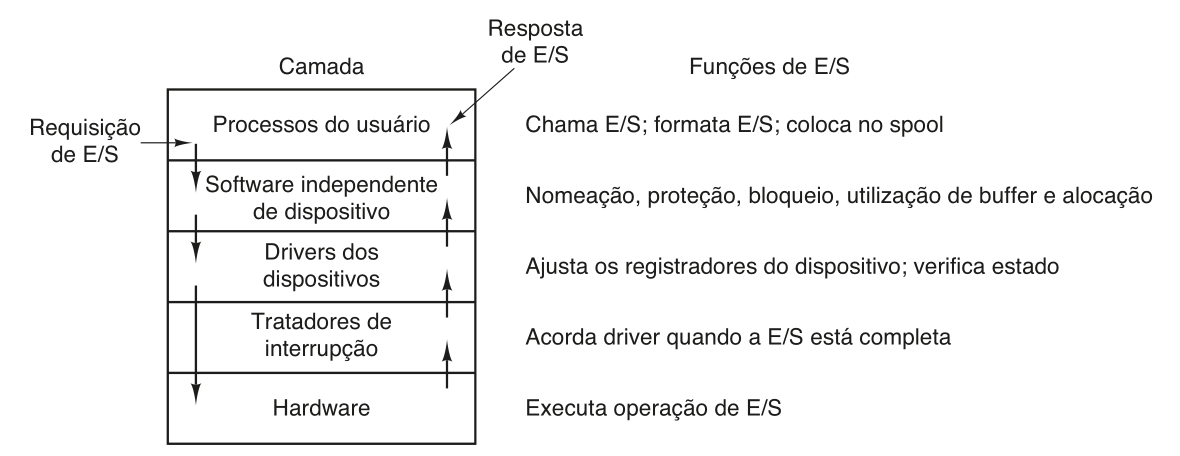 Resposta
de E/S
Camada
Funções de E/S
Requisição
de E/S
Processos do usuário
Chama E/S; formata E/S; coloca no spool
Software independente
de dispositivo
Nomeação, proteção, bloqueio, utilização de buffer e alocação
Drivers dos
dispositivos
Ajusta os registradores do dispositivo; verifica estado
Tratadores de
interrupção
Acorda driver quando a E/S está completa
Hardware
Executa operação de E/S